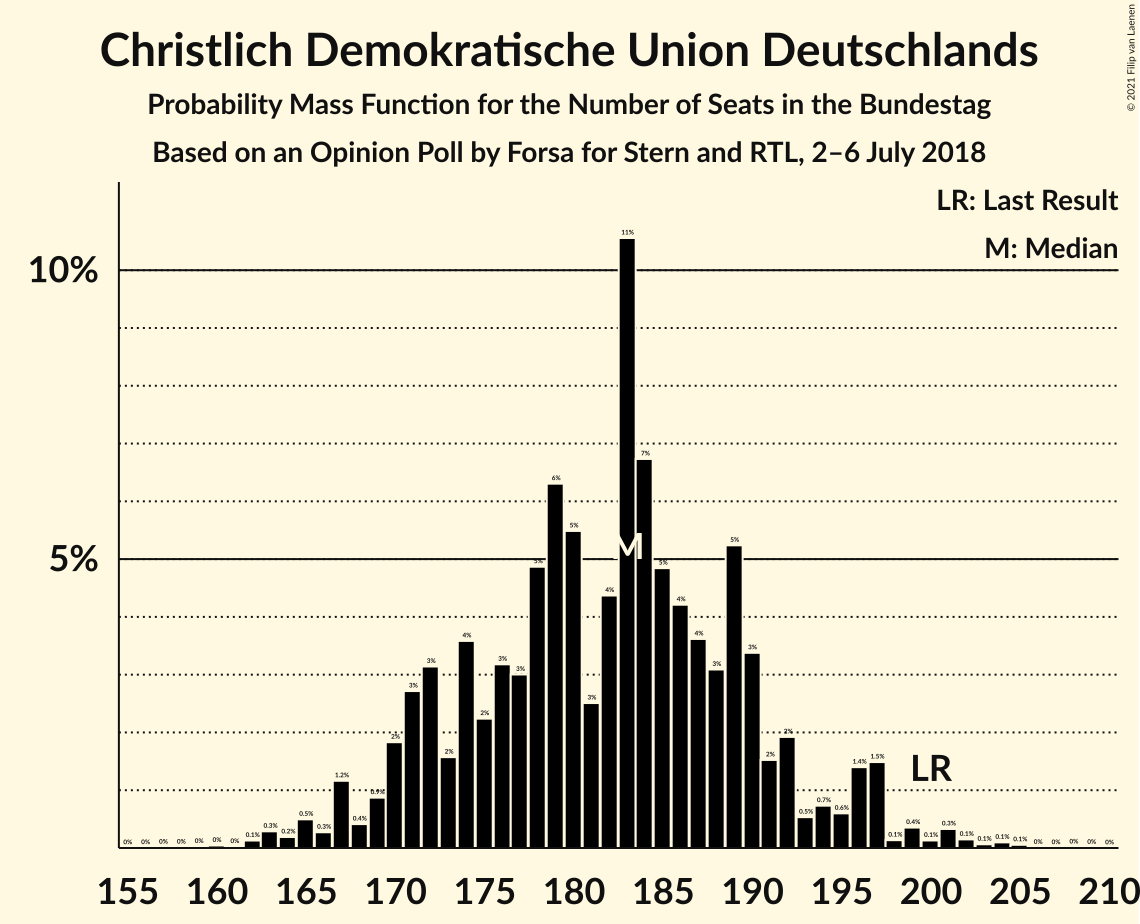 Christlich Demokratische Union Deutschlands
Probability Mass Function for the Number of Seats in the Bundestag
Based on an Opinion Poll by Forsa for Stern and RTL, 2–6 July 2018
© 2021 Filip van Laenen
LR: Last Result
M: Median
10%
5%
0% 0% 0% 0% 0% 0% 0% 0.1% 0.3% 0.2% 0.5% 0.3% 1.2% 0.4% 0.9% 2% 3% 3% 2% 4% 2% 3% 3% 5% 6% 5% 3% 4% 11% 7% 5% 4% 4% 3% 5% 3% 2% 2% 0.5% 0.7% 0.6% 1.4% 1.5% 0.1% 0.4% 0.1% 0.3% 0.1% 0.1% 0.1% 0.1% 0% 0% 0% 0% 0%
M
LR
155 160 165 170 175 180 185 190 195 200 205 210